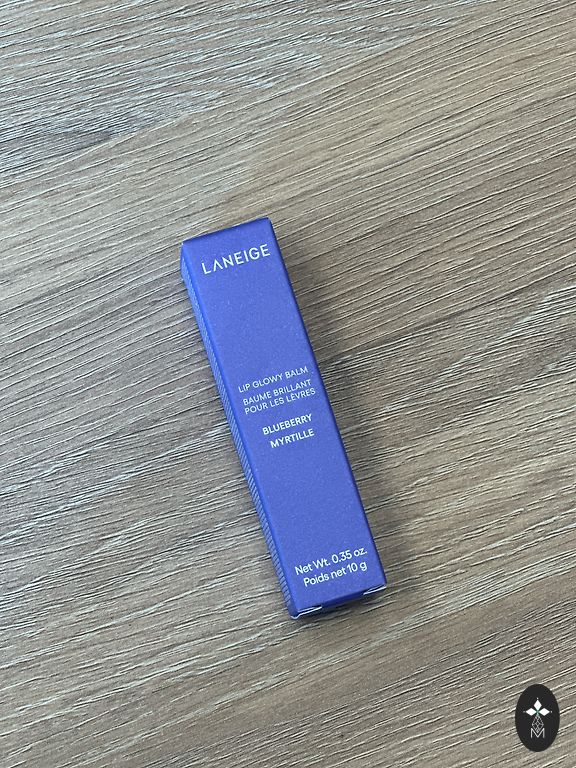 LANEIGE
LIP GLOWY BALM
BAUME BRILLANT
POUR LES LÈVRES
BLUEBERRY
MYRTILLE
Net Wt. 0.35 oz.
Poids net 10 g